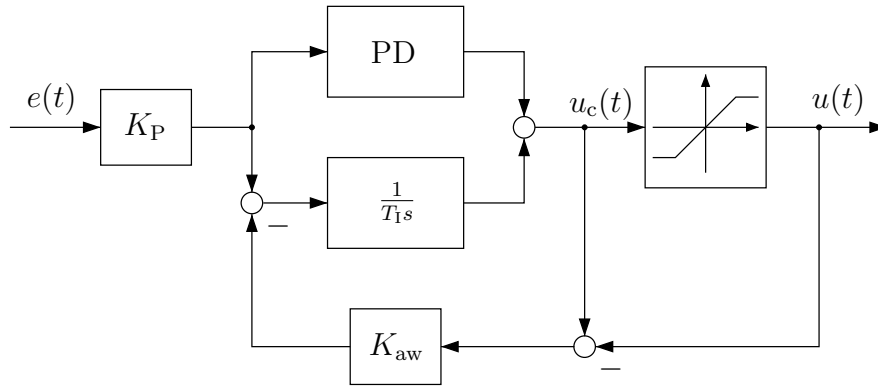 PD
e(t)
K_P
u_c(t)
u(t)
1/(T_I s)
−
K_aw
−